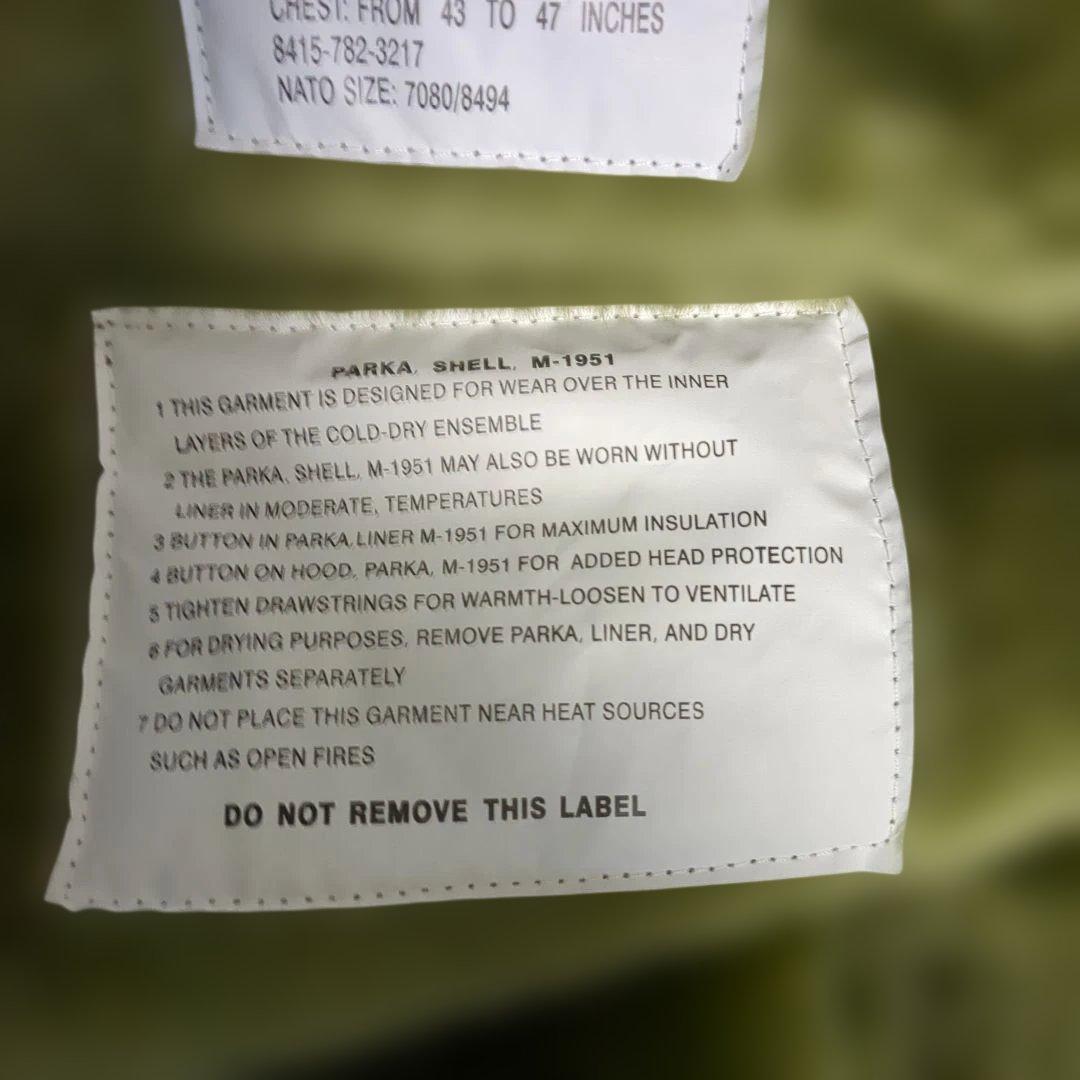 CHEST: FROM 43 TO 47 INCHES
8415-782-3217
NATO SIZE: 7080/8494
PARKA, SHELL, M-1951
1 THIS GARMENT IS DESIGNED FOR WEAR OVER THE INNER
LAYERS OF THE COLD-DRY ENSEMBLE
2 THE PARKA, SHELL, M-1951 MAY ALSO BE WORN WITHOUT
LINER IN MODERATE, TEMPERATURES
3 BUTTON IN PARKA, LINER M-1951 FOR MAXIMUM INSULATION
4 BUTTON ON HOOD, PARKA, M-1951 FOR ADDED HEAD PROTECTION
5 TIGHTEN DRAWSTRINGS FOR WARMTH-LOOSEN TO VENTILATE
6 FOR DRYING PURPOSES, REMOVE PARKA, LINER, AND DRY
GARMENTS SEPARATELY
7 DO NOT PLACE THIS GARMENT NEAR HEAT SOURCES
SUCH AS OPEN FIRES
DO NOT REMOVE THIS LABEL